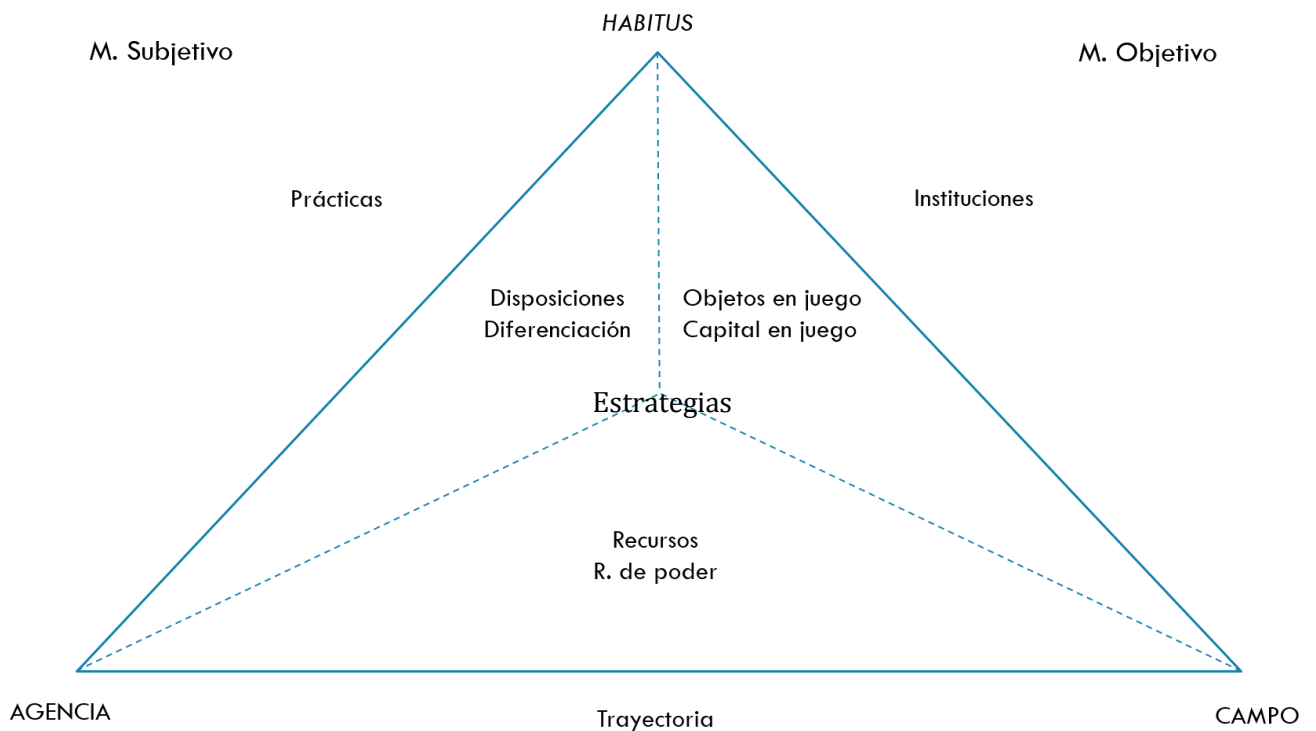 HABITUS
M. Subjetivo
M. Objetivo
Prácticas
Instituciones
Disposiciones
Diferenciación
Objetos en juego
Capital en juego
Estrategias
Recursos
R. de poder
AGENCIA
Trayectoria
CAMPO